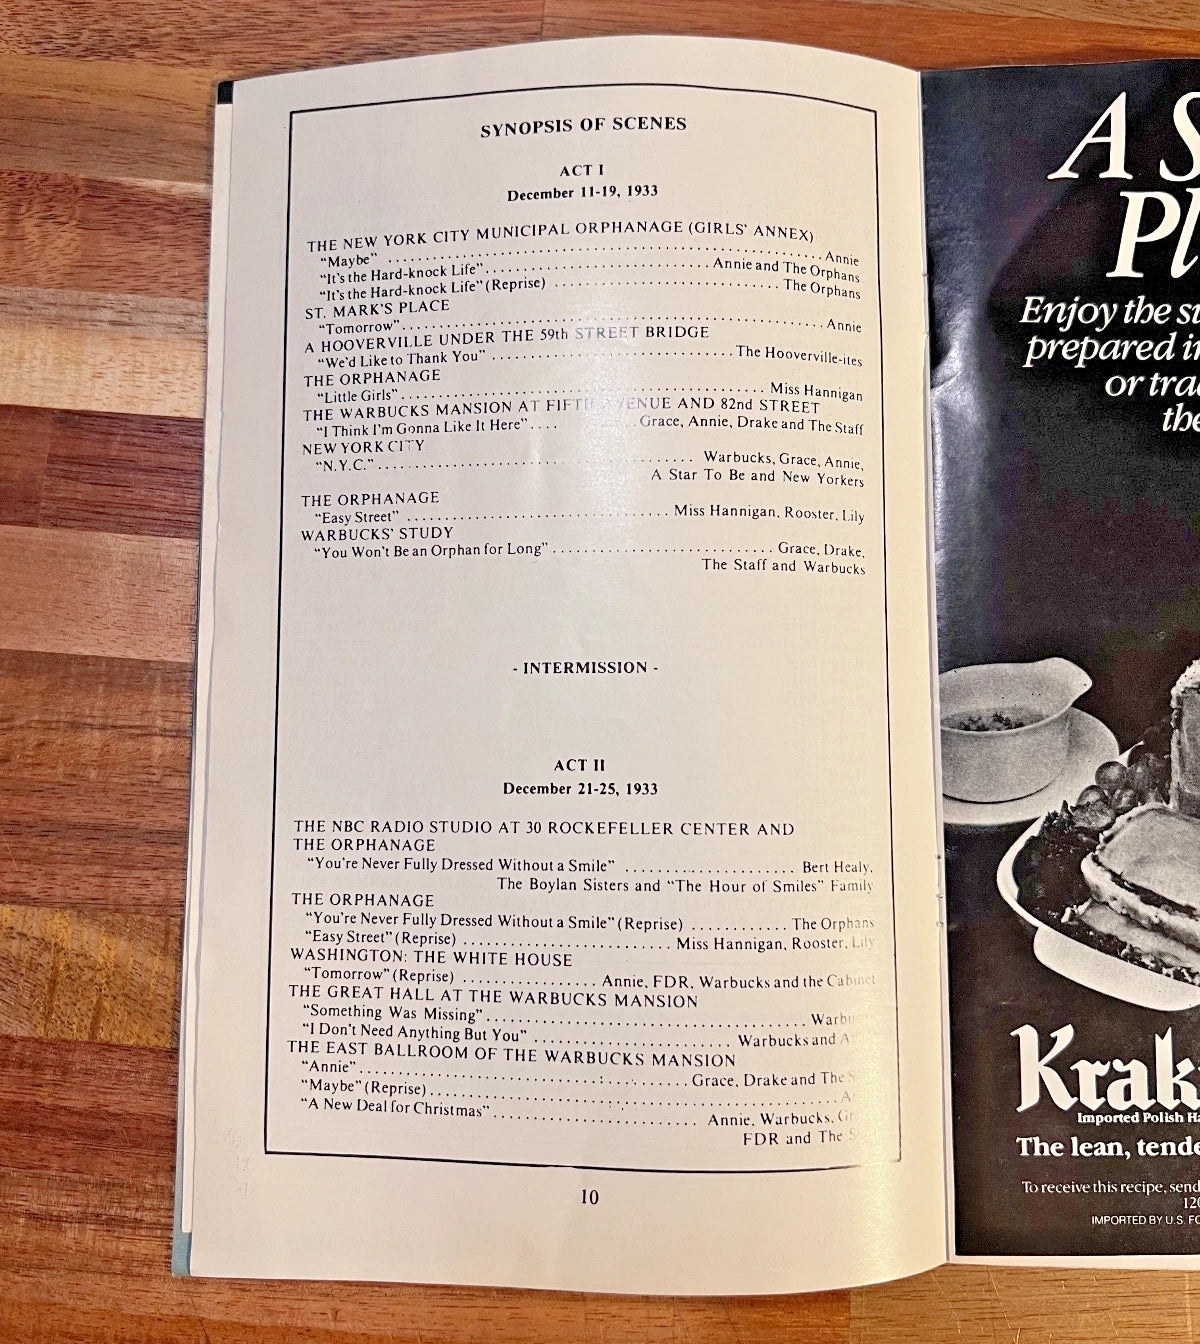 SYNOPSIS OF SCENES
ACT I
December 11-19, 1933
THE NEW YORK CITY MUNICIPAL ORPHANAGE (GIRLS' ANNEX)
"Maybe" ........ Annie
"It's the Hard-knock Life" ........ Annie and The Orphans
"It's the Hard-knock Life" (Reprise) ........ The Orphans
ST. MARK'S PLACE
"Tomorrow" ........ Annie
A HOOVERVILLE UNDER THE 59th STREET BRIDGE
"We'd Like to Thank You" ........ The Hooverville-ites
THE ORPHANAGE
"Little Girls" ........ Miss Hannigan
THE WARBUCKS MANSION AT FIFTH AVENUE AND 82nd STREET
"I Think I'm Gonna Like It Here" .... Grace, Annie, Drake and The Staff
NEW YORK CITY
"N.Y.C." ........ Warbucks, Grace, Annie,
A Star To Be and New Yorkers
THE ORPHANAGE
"Easy Street" ........ Miss Hannigan, Rooster, Lily
WARBUCKS' STUDY
"You Won't Be an Orphan for Long" ........ Grace, Drake,
The Staff and Warbucks
- INTERMISSION -
ACT II
December 21-25, 1933
THE NBC RADIO STUDIO AT 30 ROCKEFELLER CENTER AND
THE ORPHANAGE
"You're Never Fully Dressed Without a Smile" ........ Bert Healy,
The Boylan Sisters and "The Hour of Smiles" Family
THE ORPHANAGE
"You're Never Fully Dressed Without a Smile" (Reprise) ........ The Orphans
"Easy Street" (Reprise) ........ Miss Hannigan, Rooster, Lily
WASHINGTON: THE WHITE HOUSE
"Tomorrow" (Reprise) ........ Annie, FDR, Warbucks and the Cabinet
THE GREAT HALL AT THE WARBUCKS MANSION
"Something Was Missing" ........ Warbu
"I Don't Need Anything But You" ........ Warbucks and A
THE EAST BALLROOM OF THE WARBUCKS MANSION
"Annie" ........ Grace, Drake and The S
"Maybe" (Reprise) ........ A
"A New Deal for Christmas" ........ Annie, Warbucks, Gr
FDR and The S
10
A S
Pl
Enjoy the su
prepared in
or trad
the
Krak
Imported Polish Ha
The lean, tende
To receive this recipe, send
120
IMPORTED BY U.S. FO